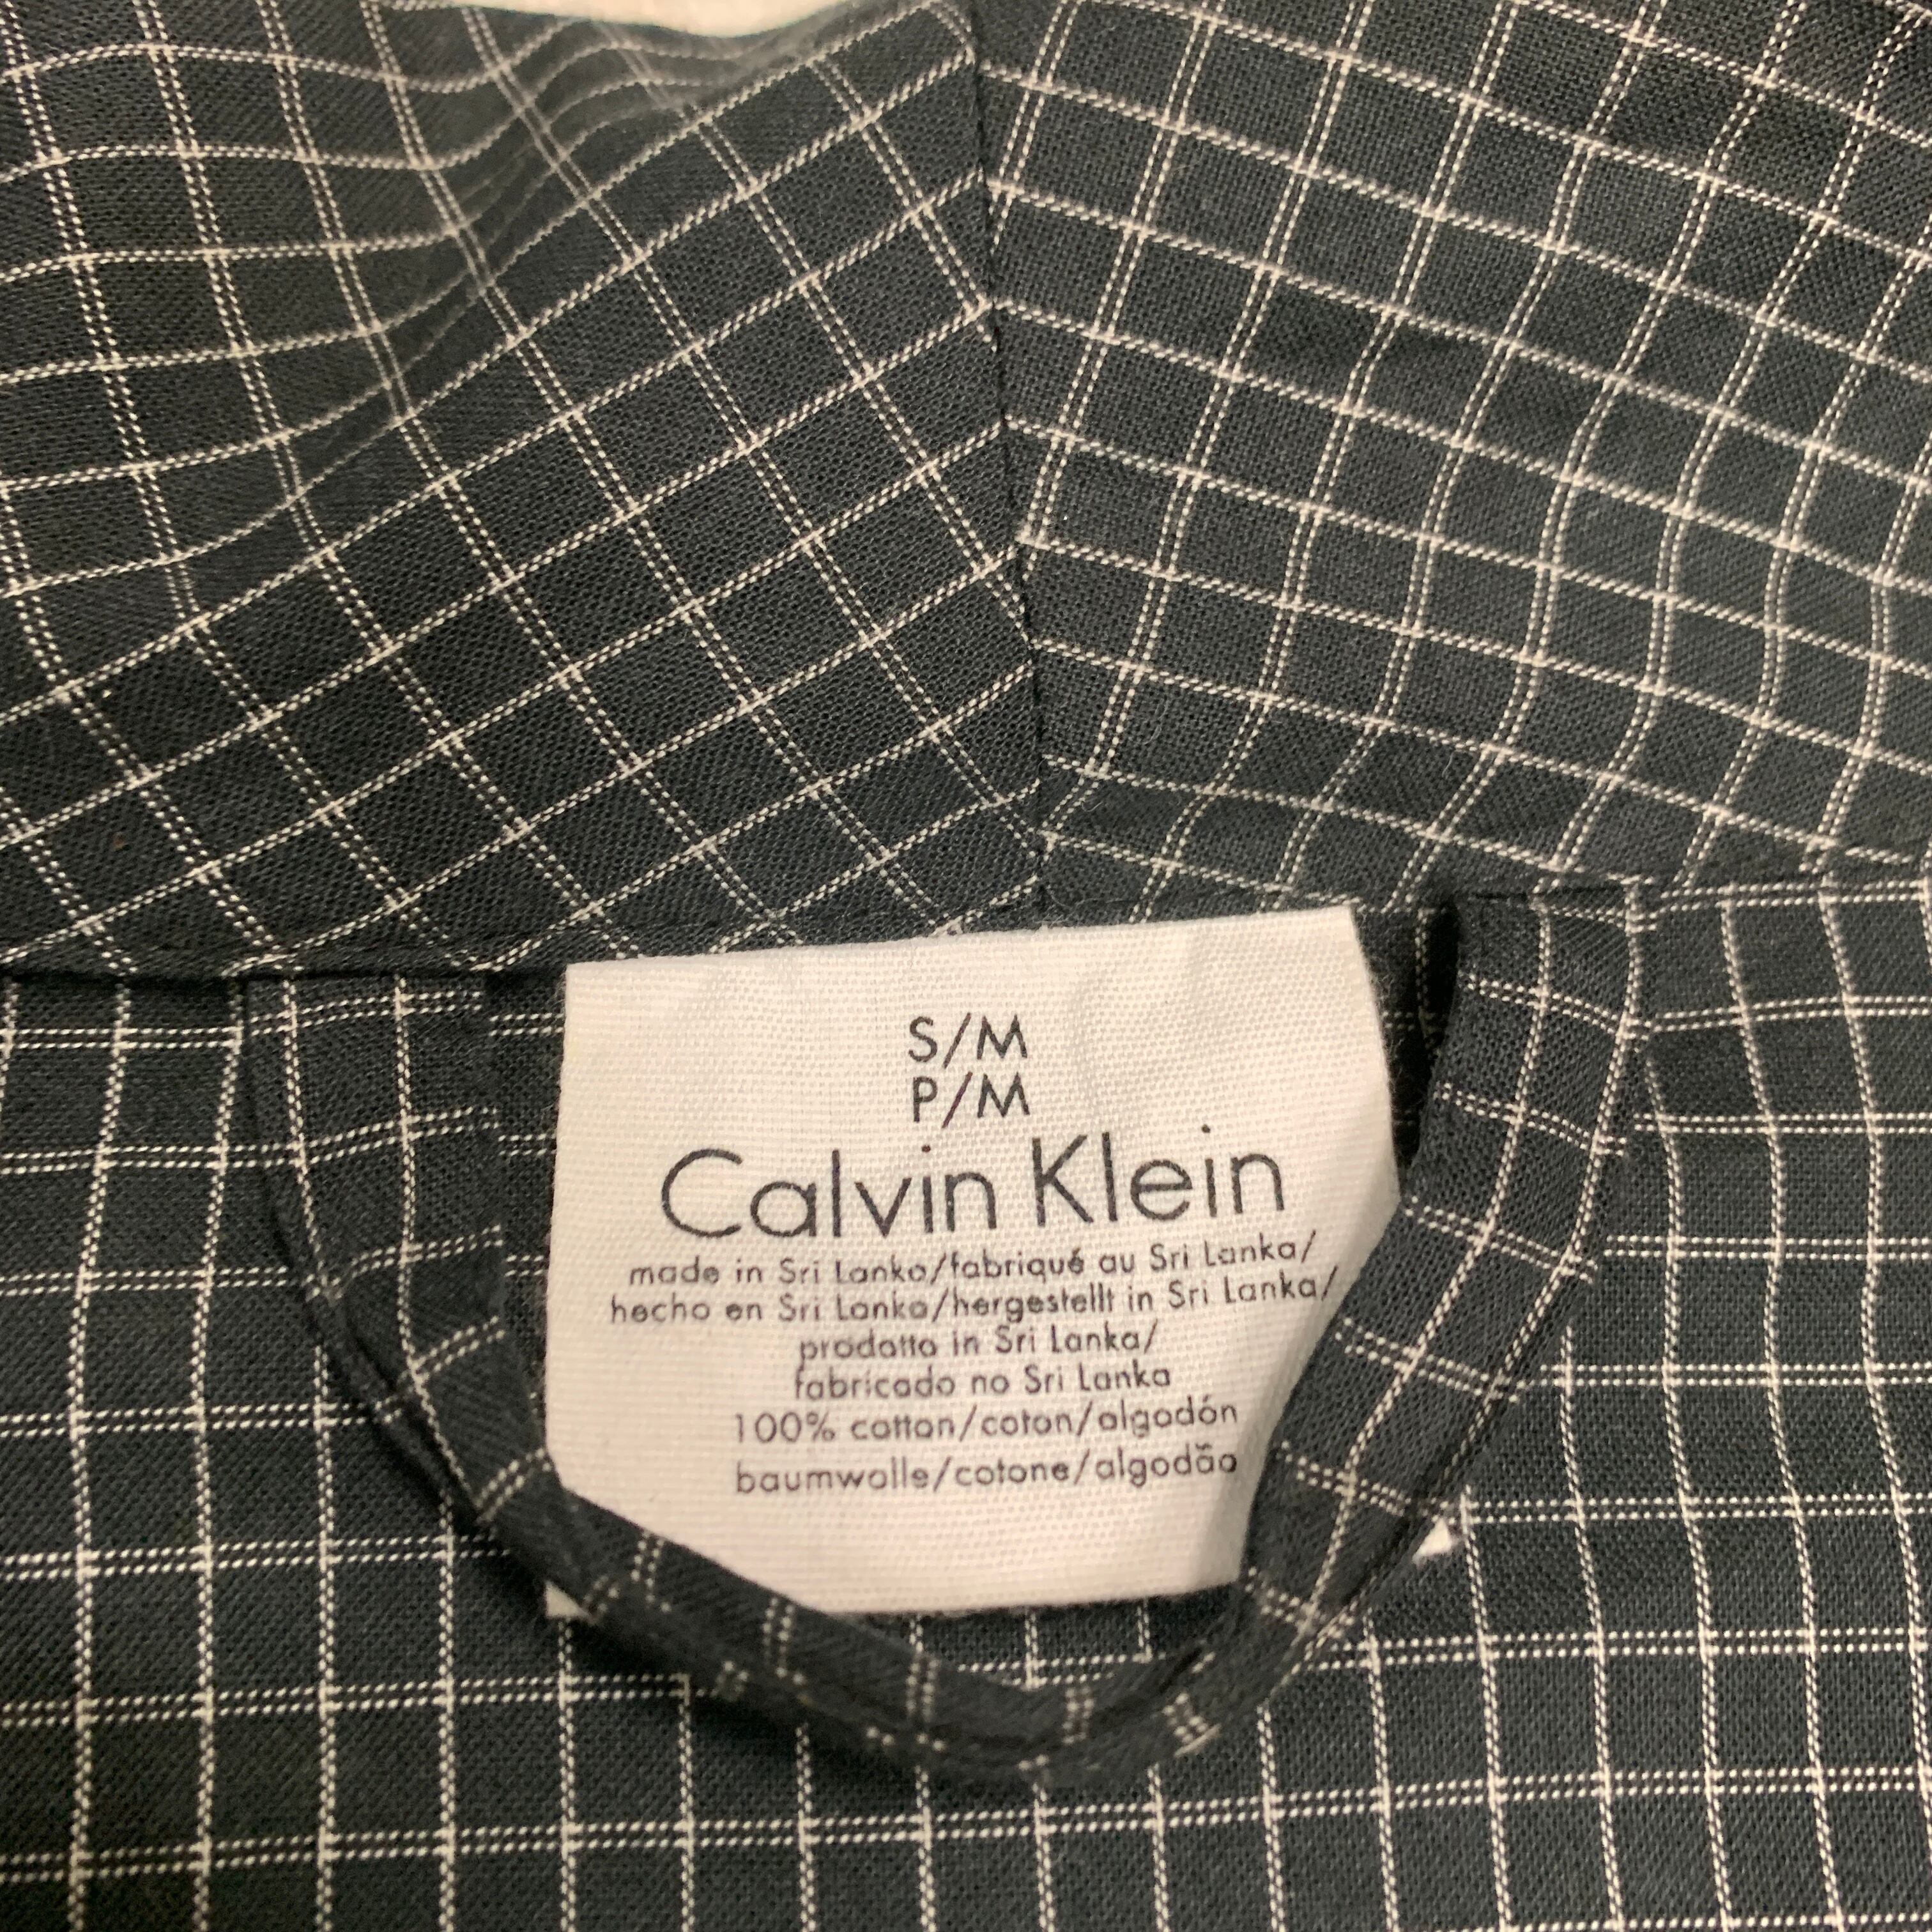 S/M
P/M
Calvin Klein
made in Sri Lanka/fabriqué au Sri Lanka/
hecho en Sri Lanka/hergestellt in Sri Lanka/
prodotto in Sri Lanka/
fabricado no Sri Lanka
100% cotton/coton/algodón
baumwolle/cotone/algodão